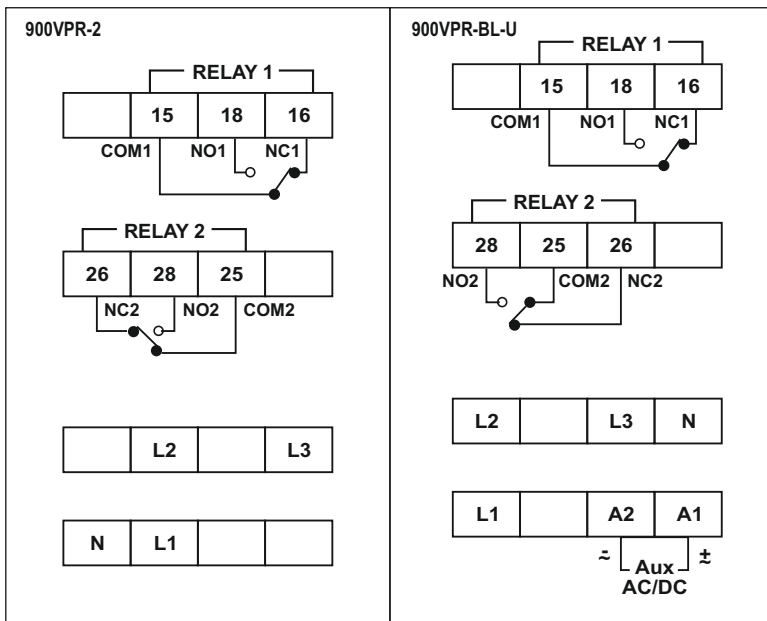 900VPR-2
RELAY 1
15 18 16
COM1 NO1 NC1
RELAY 2
26 28 25
NC2 NO2 COM2
L2 L3
N L1
900VPR-BL-U
RELAY 1
15 18 16
COM1 NO1 NC1
RELAY 2
28 25 26
NO2 COM2 NC2
L2 L3 N
L1 A2 A1
≂ Aux ±~
AC/DC